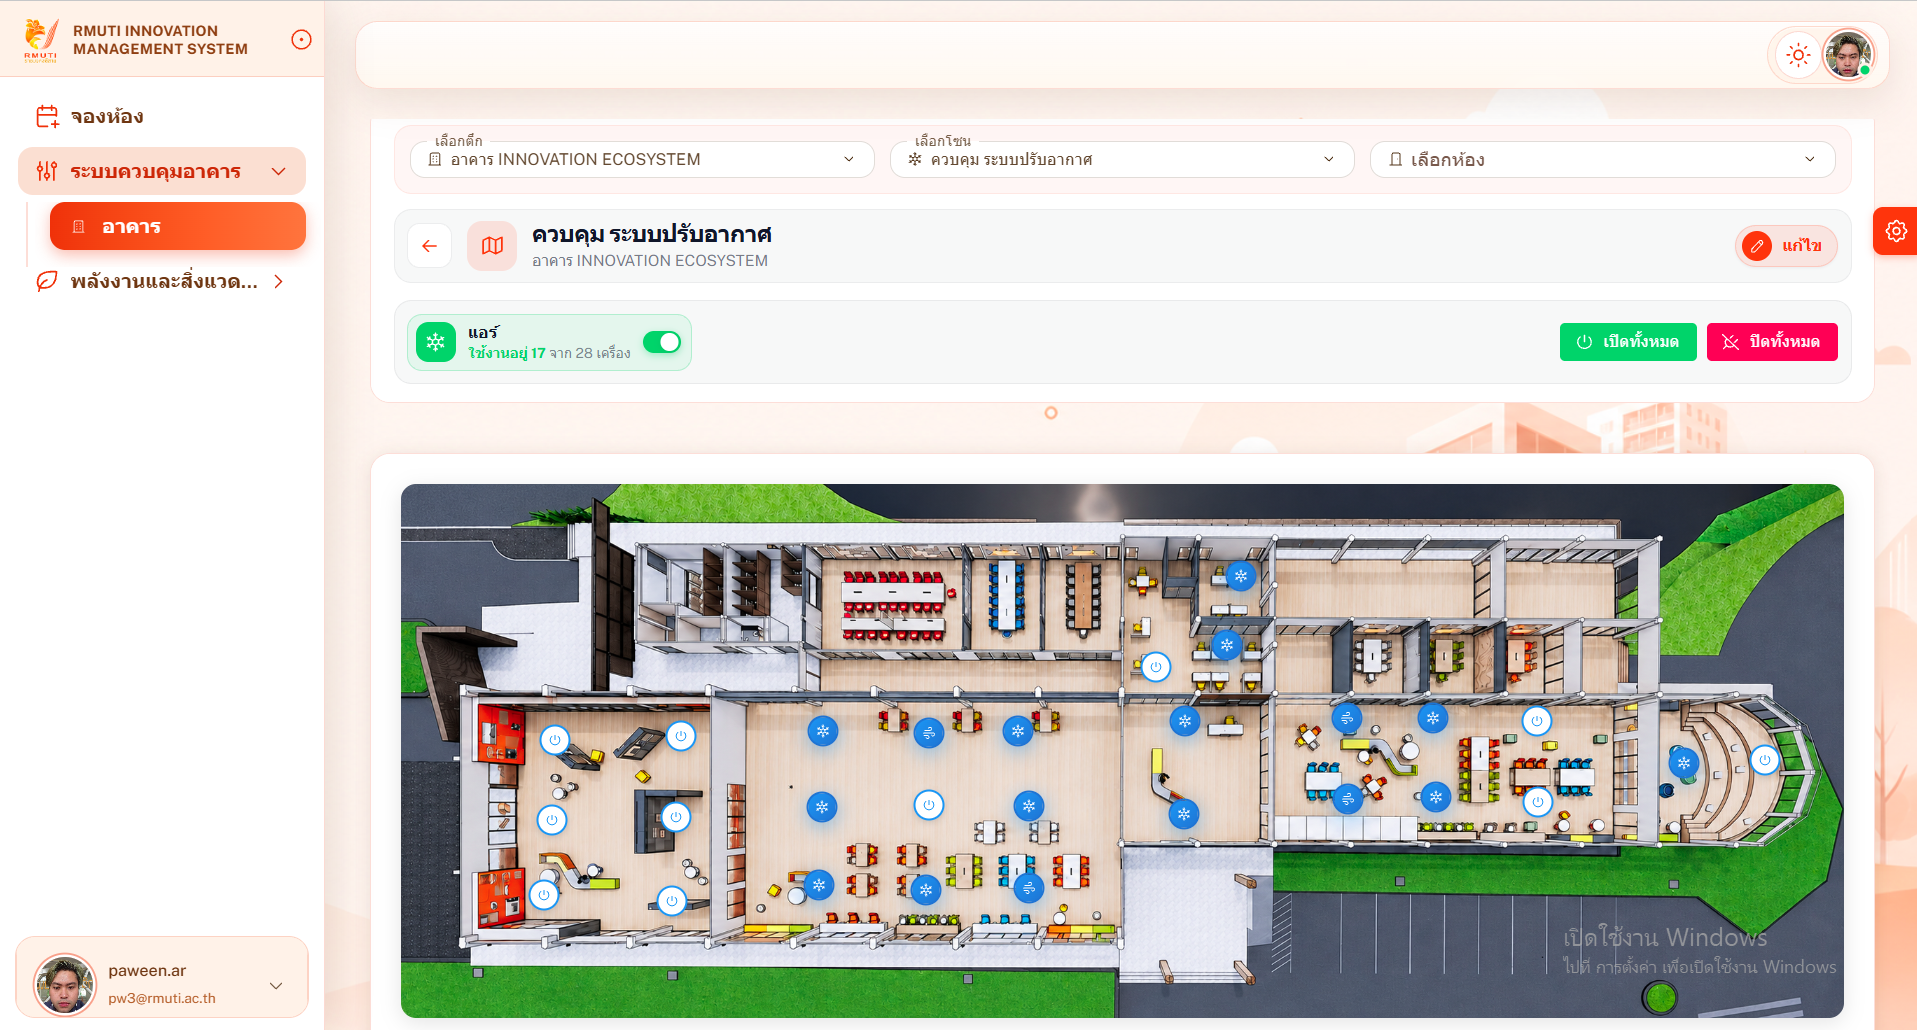 RMUTI INNOVATION
MANAGEMENT SYSTEM
RMUTI
จองห้อง
ระบบควบคุมอาคาร
อาคาร
พลังงานและสิ่งแวด...
เลือกตึก
อาคาร INNOVATION ECOSYSTEM
เลือกโซน
ควบคุม ระบบปรับอากาศ
เลือกห้อง
ควบคุม ระบบปรับอากาศ
อาคาร INNOVATION ECOSYSTEM
แก้ไข
แอร์
ใช้งานอยู่ 17 จาก 28 เครื่อง
เปิดทั้งหมด
ปิดทั้งหมด
เปิดใช้งาน Windows
ไปที่ การตั้งค่า เพื่อเปิดใช้งาน Windows
paween.ar
pw3@rmuti.ac.th